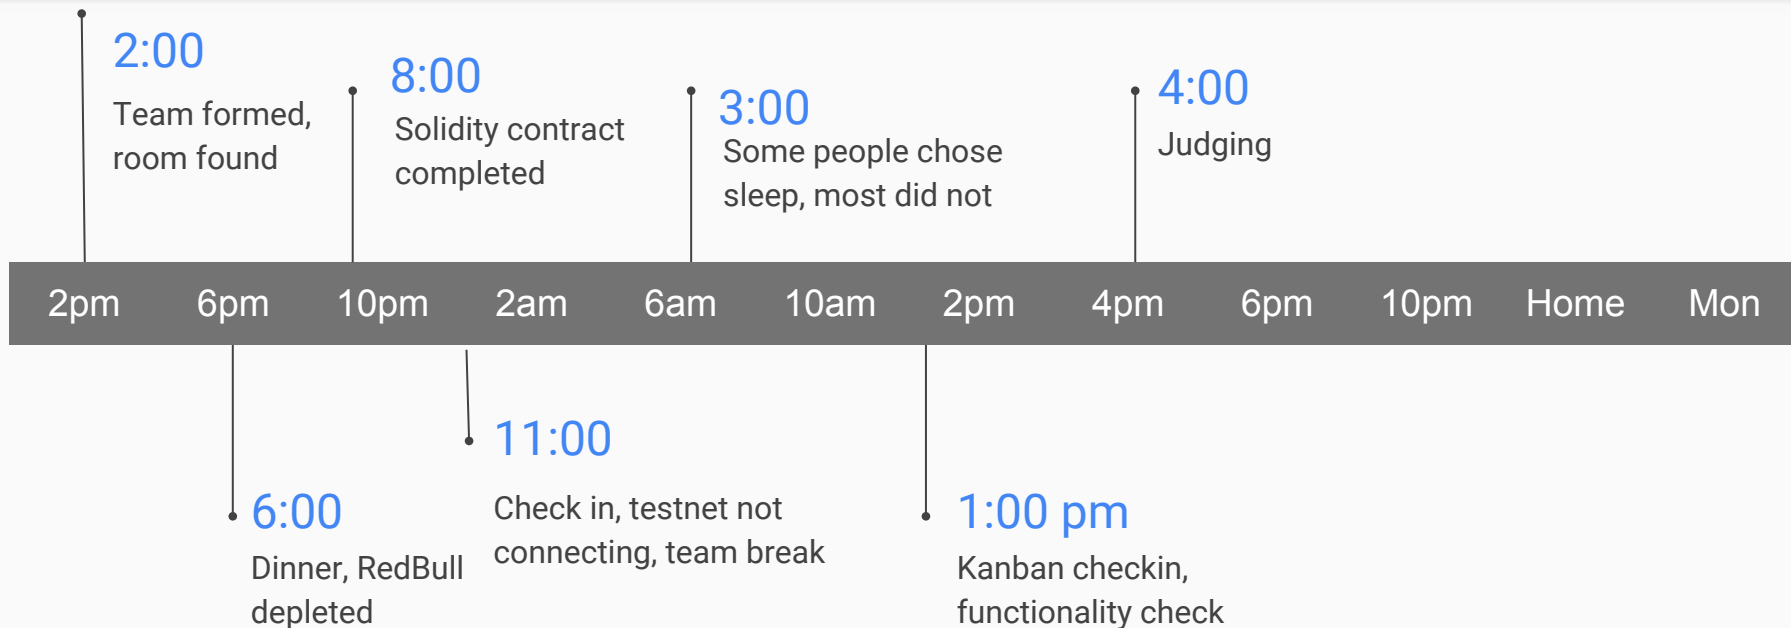 2:00
Team formed,
room found
8:00
Solidity contract
completed
3:00
Some people chose
sleep, most did not
4:00
Judging
2pm 6pm 10pm 2am 6am 10am 2pm 4pm 6pm 10pm Home Mon
6:00
Dinner, RedBull
depleted
11:00
Check in, testnet not
connecting, team break
1:00 pm
Kanban checkin,
functionality check